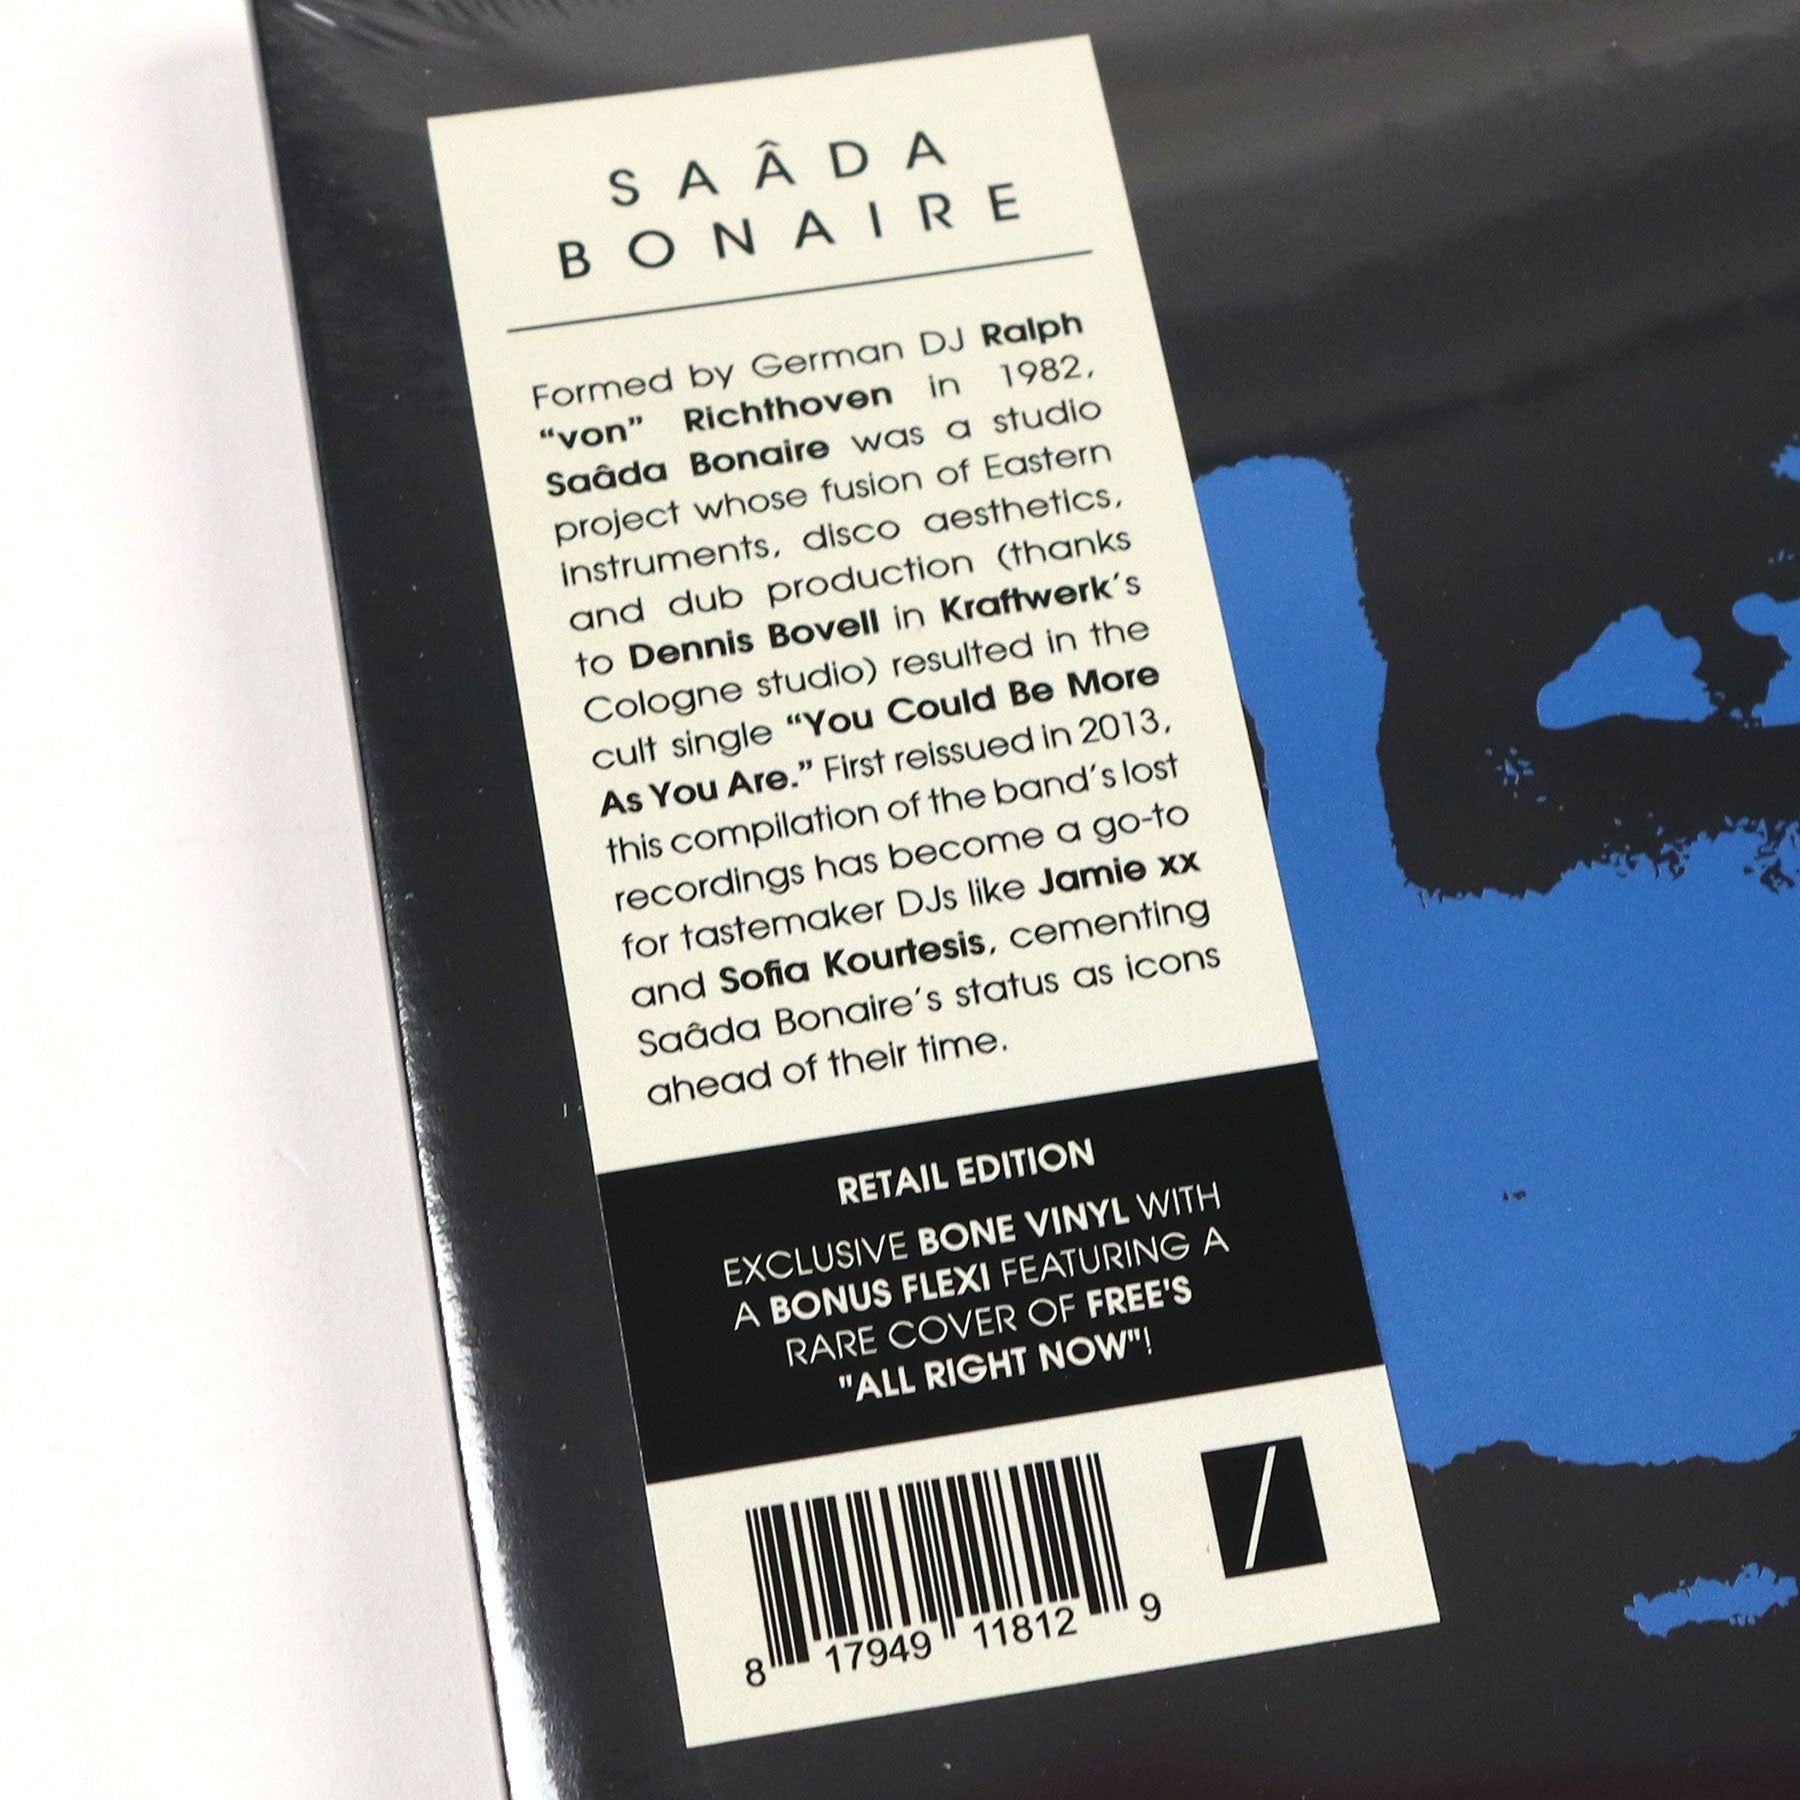 SAÂDA
BONAIRE
Formed by German DJ Ralph
“von” Richthoven in 1982,
Saâda Bonaire was a studio
project whose fusion of Eastern
instruments, disco aesthetics,
and dub production (thanks
to Dennis Bovell in Kraftwerk’s
Cologne studio) resulted in the
cult single “You Could Be More
As You Are.” First reissued in 2013,
this compilation of the band’s lost
recordings has become a go-to
for tastemaker DJs like Jamie xx
and Sofia Kourtesis, cementing
Saâda Bonaire’s status as icons
ahead of their time.
RETAIL EDITION
EXCLUSIVE BONE VINYL WITH
A BONUS FLEXI FEATURING A
RARE COVER OF FREE'S
"ALL RIGHT NOW"!
8 17949 11812 9